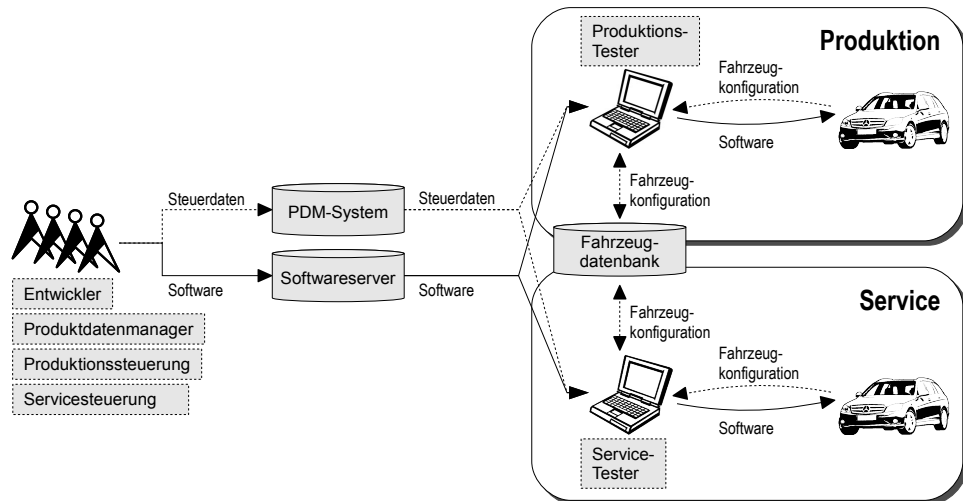 Produktions-
Tester
Produktion
Fahrzeug-
konfiguration
Software
Fahrzeug-
konfiguration
Steuerdaten
PDM-System
Steuerdaten
Fahrzeug-
datenbank
Softwareserver
Software
Software
Entwickler
Produktdatenmanager
Produktionssteuerung
Servicesteuerung
Service
Fahrzeug-
konfiguration
Fahrzeug-
konfiguration
Software
Service-
Tester